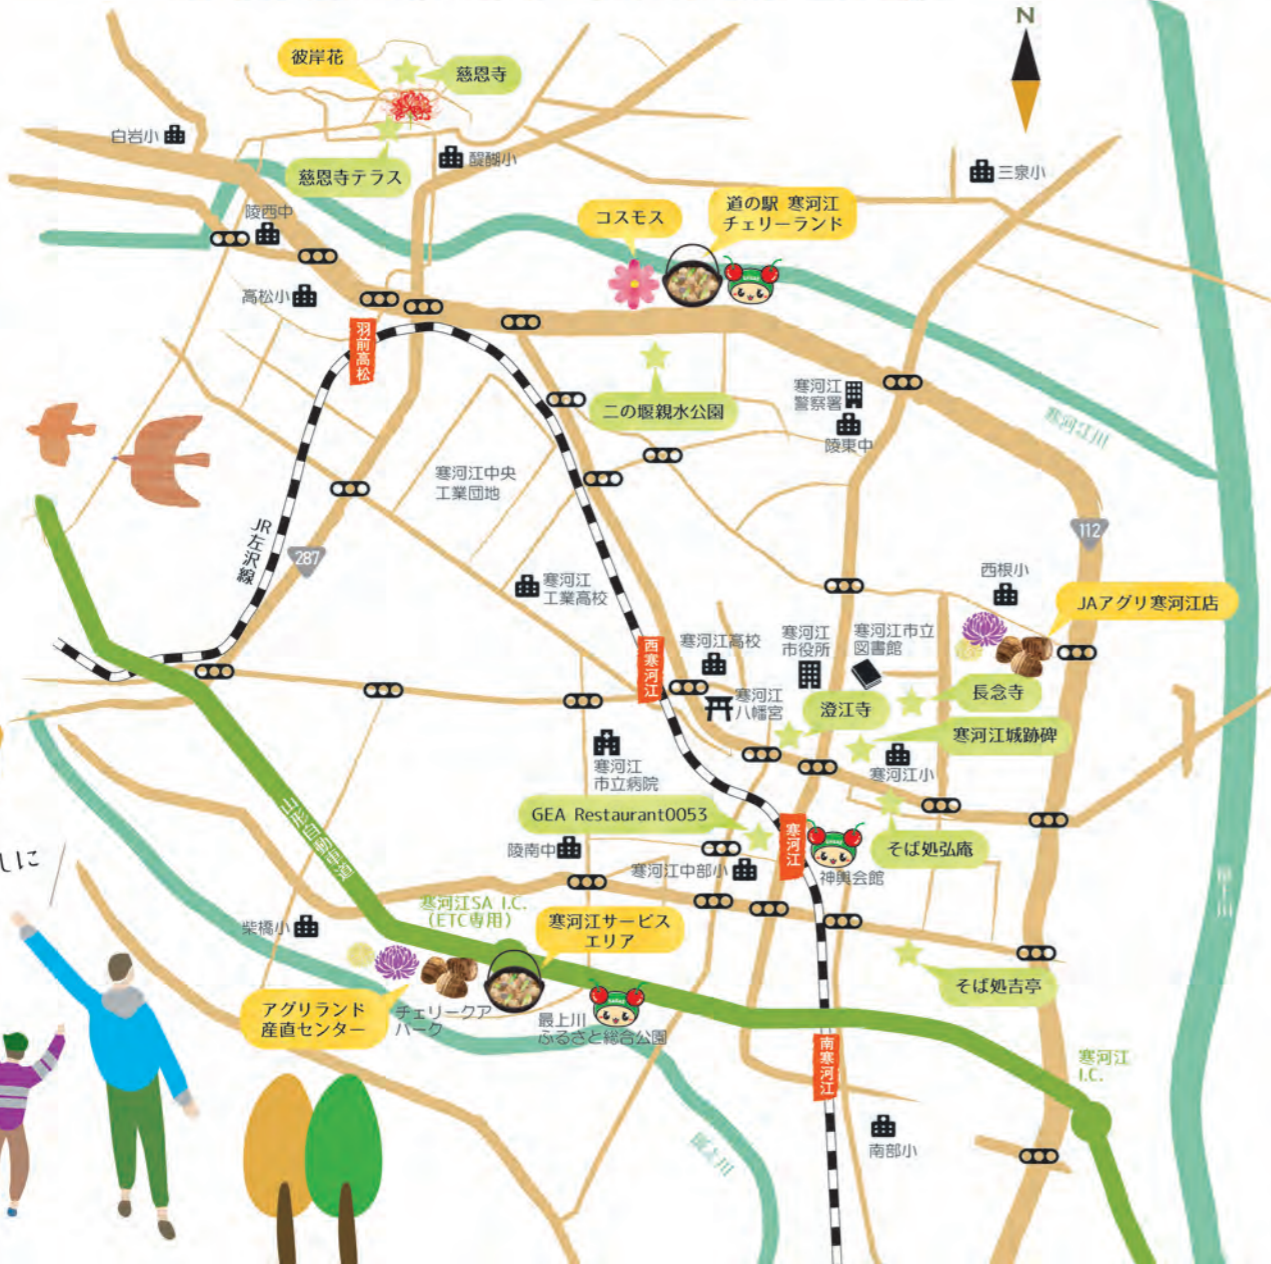 N
彼岸花
慈恩寺
白岩小
醍醐小
慈恩寺テラス
三泉小
陵西中
コスモス
道の駅 寒河江
チェリーランド
高松小
羽前高松
寒河江
警察署
二の堰親水公園
陵東中
寒河江川
寒河江中央
工業団地
JR左沢線
287
112
西根小
寒河江
工業高校
JAアグリ寒河江店
西寒河江
寒河江高校
寒河江
市役所
寒河江市立
図書館
長念寺
寒河江
八幡宮
澄江寺
寒河江城跡碑
寒河江
市立病院
寒河江小
GEA Restaurant0053
山形自動車道
寒河江
そば処弘庵
陵南中
寒河江中部小
神輿会館
しに
寒河江SA I.C.
(ETC専用)
寒河江サービス
エリア
柴橋小
そば処吉亭
アグリランド
産直センター
チェリークア
パーク
最上川
ふるさと総合公園
南寒河江
寒河江
I.C.
南部小
最上川